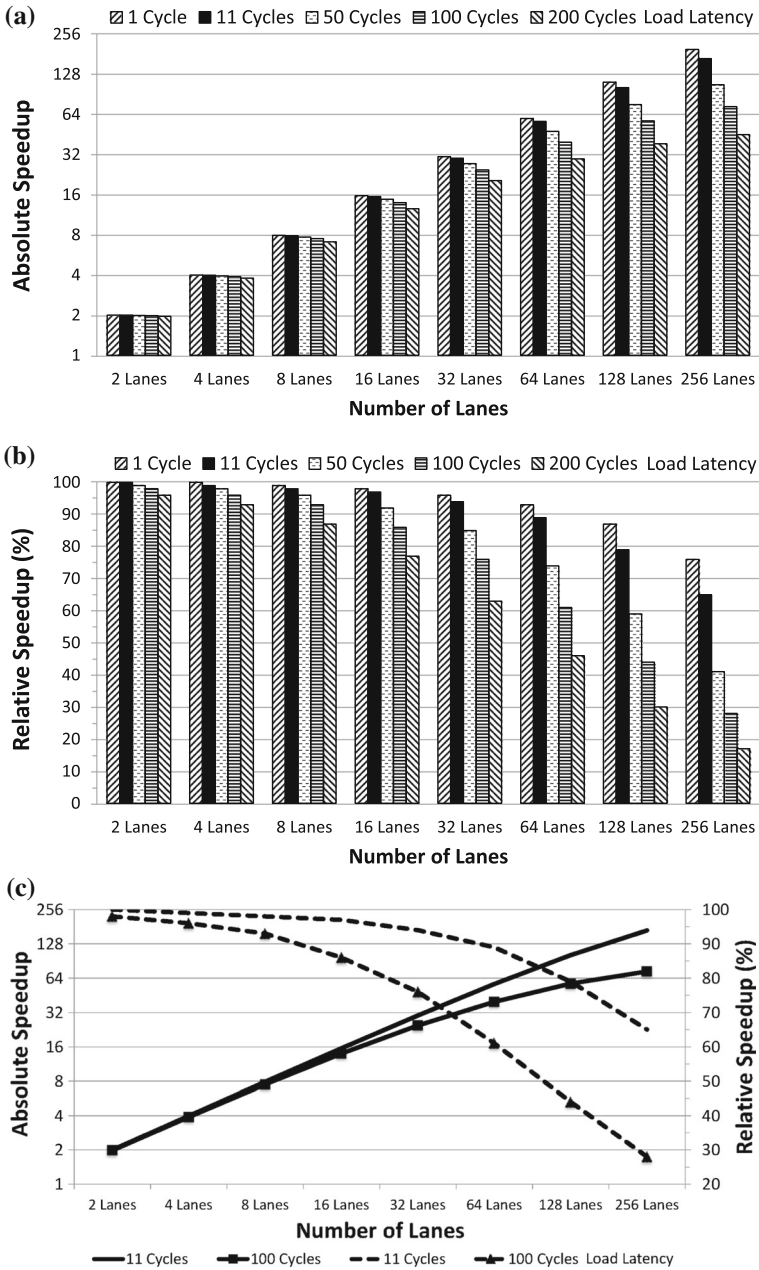 (a)
1 Cycle 11 Cycles 50 Cycles 100 Cycles 200 Cycles Load Latency
256
128
64
32
16
8
4
2
1
Absolute Speedup
2 Lanes 4 Lanes 8 Lanes 16 Lanes 32 Lanes 64 Lanes 128 Lanes 256 Lanes
Number of Lanes
(b)
1 Cycle 11 Cycles 50 Cycles 100 Cycles 200 Cycles Load Latency
100
90
80
70
60
50
40
30
20
10
0
Relative Speedup (%)
2 Lanes 4 Lanes 8 Lanes 16 Lanes 32 Lanes 64 Lanes 128 Lanes 256 Lanes
Number of Lanes
(c)
256
128
64
32
16
8
4
2
1
Absolute Speedup
100
90
80
70
60
50
40
30
20
Relative Speedup (%)
2 Lanes 4 Lanes 8 Lanes 16 Lanes 32 Lanes 64 Lanes 128 Lanes 256 Lanes
Number of Lanes
11 Cycles 100 Cycles 11 Cycles 100 Cycles Load Latency